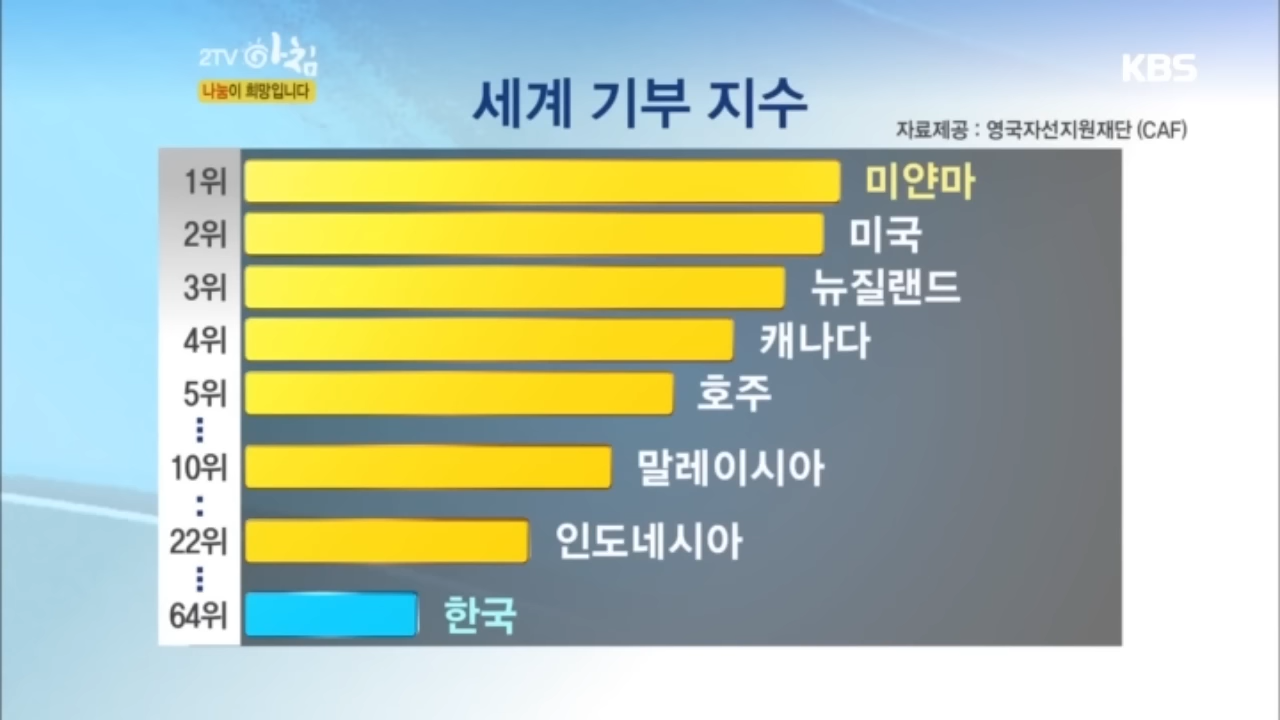 2TV 아침
나눔이 희망입니다
KBS
세계 기부 지수
자료제공 : 영국자선지원재단 (CAF)
1위 미얀마
2위 미국
3위 뉴질랜드
4위 캐나다
5위 호주
10위 말레이시아
22위 인도네시아
64위 한국